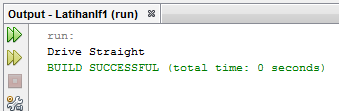 Output - LatihanIf1 (run)
run:
Drive Straight
BUILD SUCCESSFUL (total time: 0 seconds)